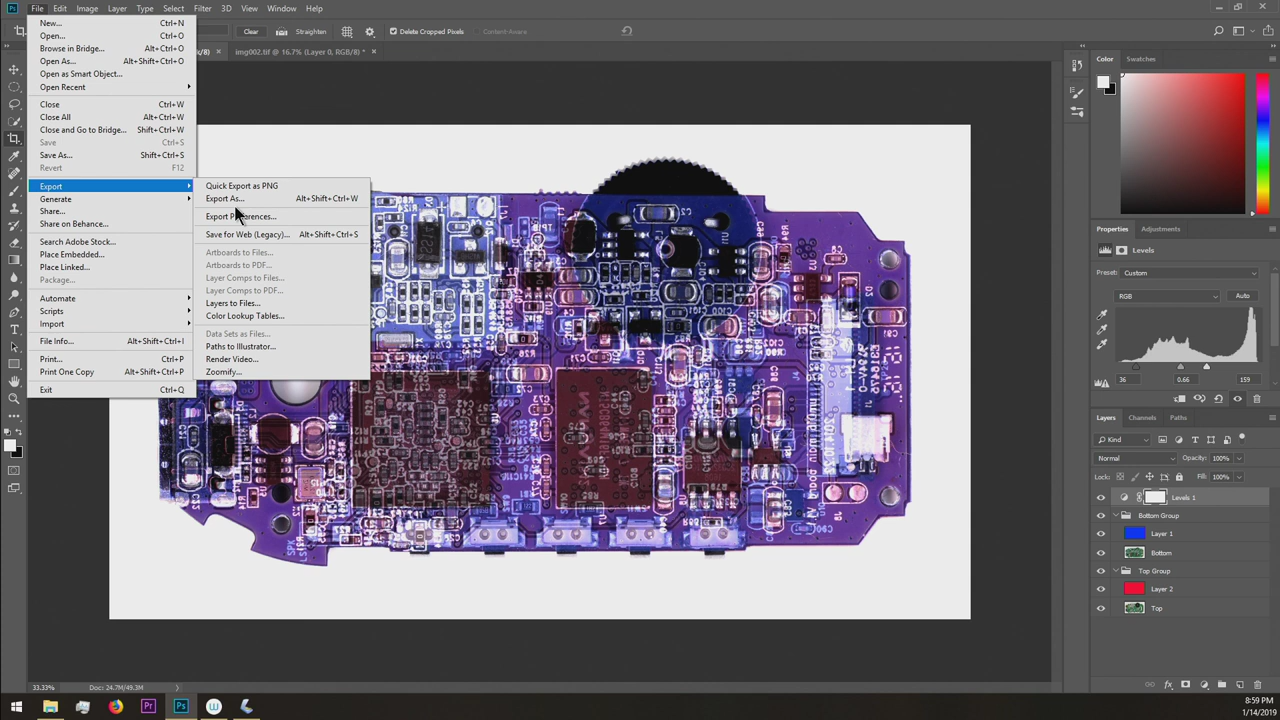 Ps File Edit Image Layer Type Select Filter 3D View Window Help
Clear Straighten Delete Cropped Pixels Content-Aware
/8) × img002.tif @ 16.7% (Layer 0, RGB/8) * ×
New... Ctrl+N
Open... Ctrl+O
Browse in Bridge... Alt+Ctrl+O
Open As... Alt+Shift+Ctrl+O
Open as Smart Object...
Open Recent
Close Ctrl+W
Close All Alt+Ctrl+W
Close and Go to Bridge... Shift+Ctrl+W
Save Ctrl+S
Save As... Shift+Ctrl+S
Revert F12
Export
Generate
Share...
Share on Behance...
Search Adobe Stock...
Place Embedded...
Place Linked...
Package...
Automate
Scripts
Import
File Info... Alt+Shift+Ctrl+I
Print... Ctrl+P
Print One Copy Alt+Shift+Ctrl+P
Exit Ctrl+Q
Quick Export as PNG
Export As... Alt+Shift+Ctrl+W
Save for Web (Legacy)... Alt+Shift+Ctrl+S
Artboards to Files...
Artboards to PDF...
Layer Comps to Files...
Layer Comps to PDF...
Layers to Files...
Color Lookup Tables...
Data Sets as Files...
Paths to Illustrator...
Render Video...
Zoomify...
Color Swatches
Properties Adjustments
Levels
Preset: Custom
RGB Auto
36 0.66 159
Layers Channels Paths
Kind
Normal Opacity: 100%
Lock: Fill: 100%
Levels 1
Bottom Group
Layer 1
Bottom
Top Group
Layer 2
Top
33.33% Doc: 24.7M/49.3M
Pr Ps
8:59 PM
1/14/2019